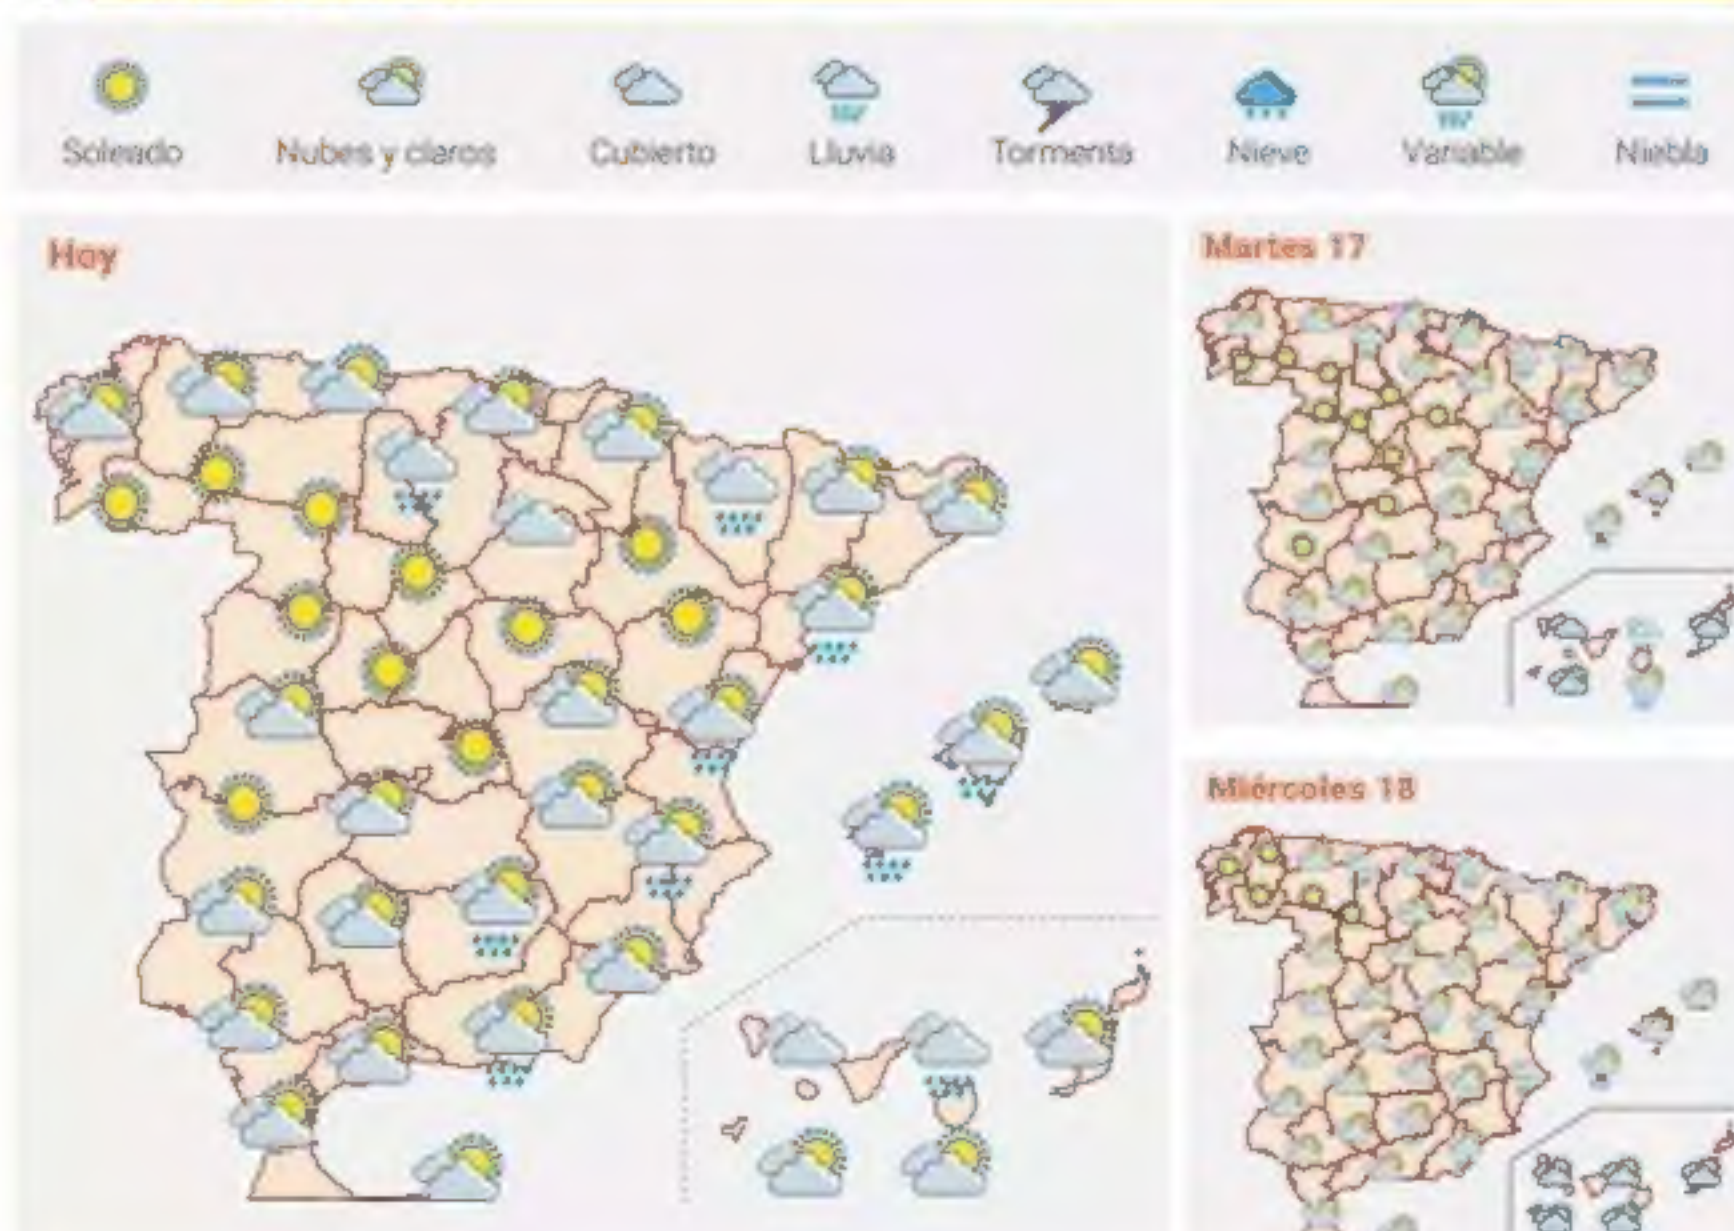 Soleado
Nubes y claros
Cubierto
Lluvia
Tormenta
Nieve
Variable
Niebla
Hoy
Martes 17
Miércoles 18